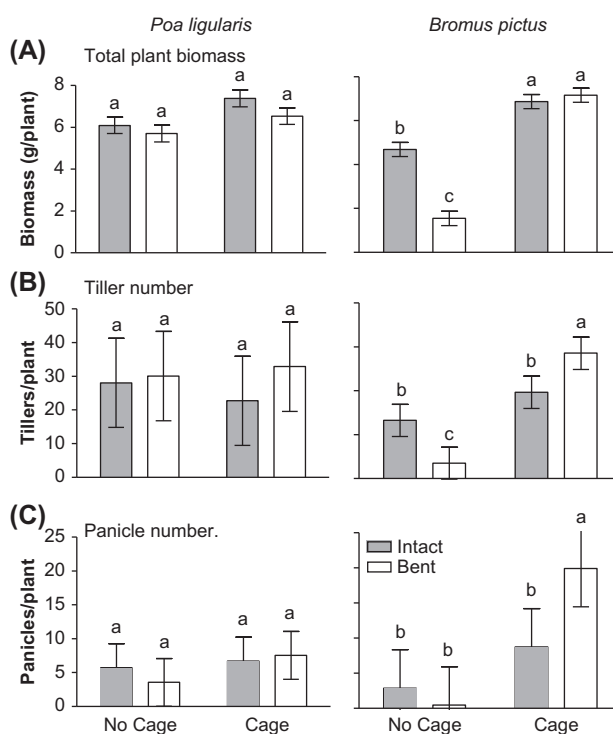 Poa ligularis Bromus pictus
(A) Total plant biomass
Biomass (g/plant)
8
6
4
2
0
a a a a
b c a a
(B) Tiller number
Tillers/plant
50
40
30
20
10
0
a a a a
b c b a
(C) Panicle number.
Panicles/plant
25
20
15
10
5
0
a a a a
Intact
Bent
b b b a
No Cage Cage No Cage Cage